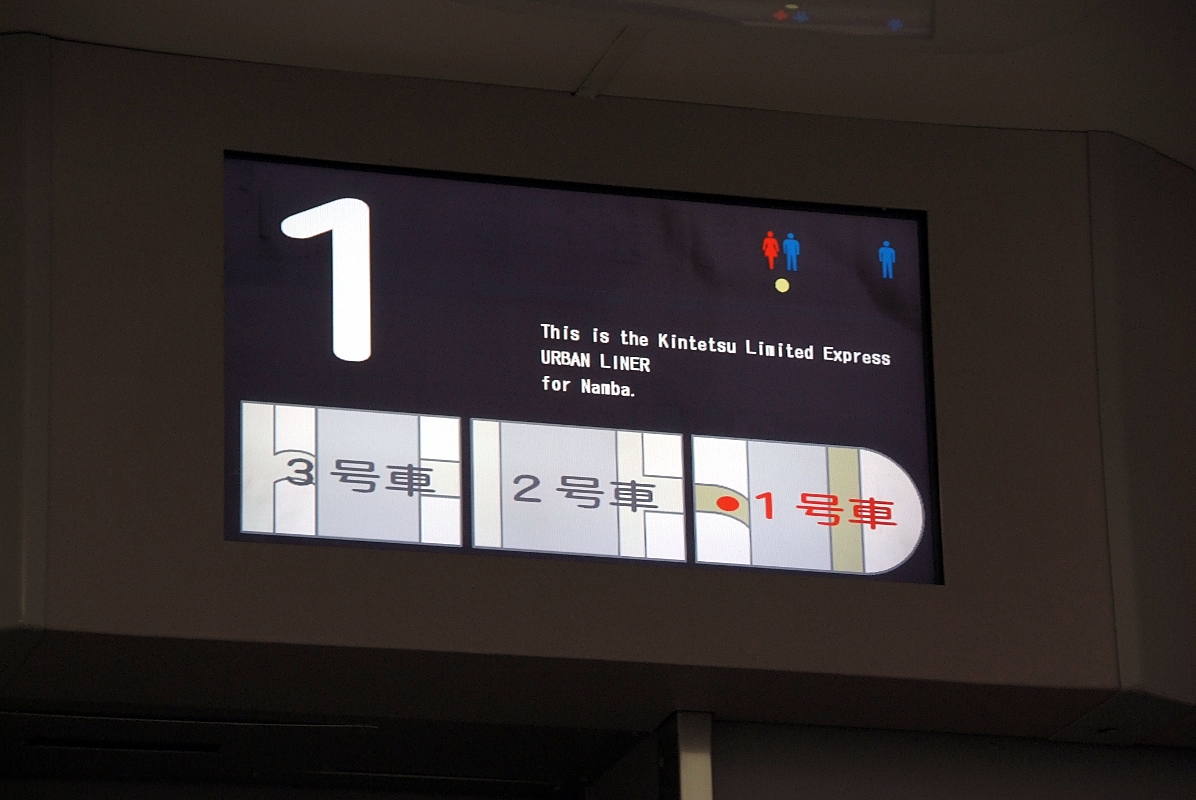 1
This is the Kintetsu Limited Express
URBAN LINER
for Namba.
3号車 2号車 1号車